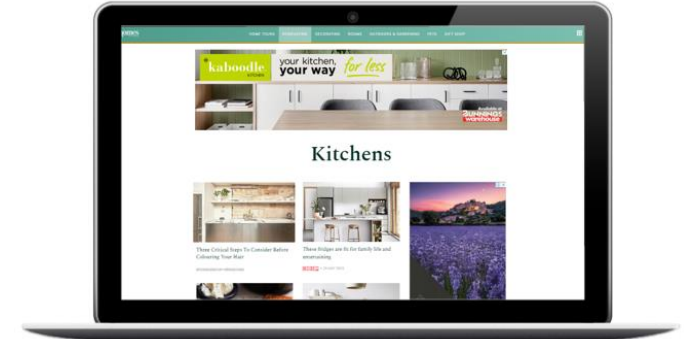 HOME TOURS RENOVATING DECORATING ROOMS OUTDOORS & GARDENING PETS GIFT SHOP
kaboodle
KITCHEN
your kitchen,
your way for less
Available at
BUNNINGS
warehouse
Kitchens
Three Critical Steps To Consider Before
Colouring Your Hair
These fridges are fit for family life and
entertaining